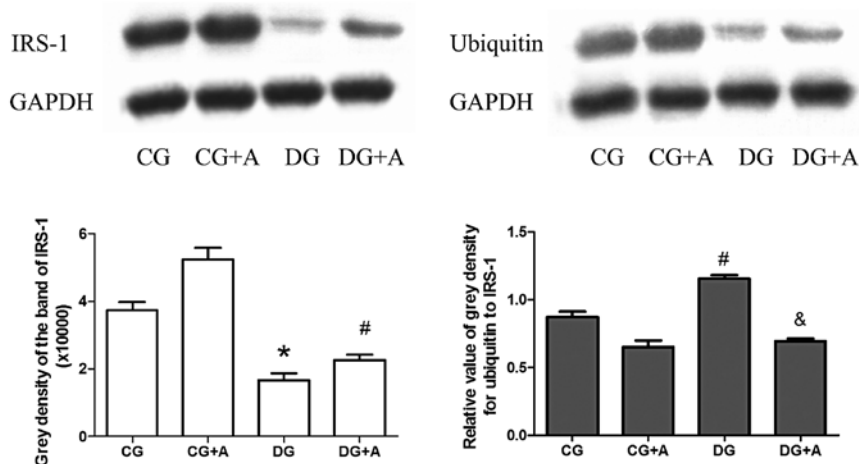 IRS-1
GAPDH
CG CG+A DG DG+A
Ubiquitin
GAPDH
CG CG+A DG DG+A
Grey density of the band of IRS-1
(x10000)
6
4
2
0
*
#
CG CG+A DG DG+A
Relative value of grey density
for ubiquitin to IRS-1
1.5
1.0
0.5
0.0
#
&
CG CG+A DG DG+A